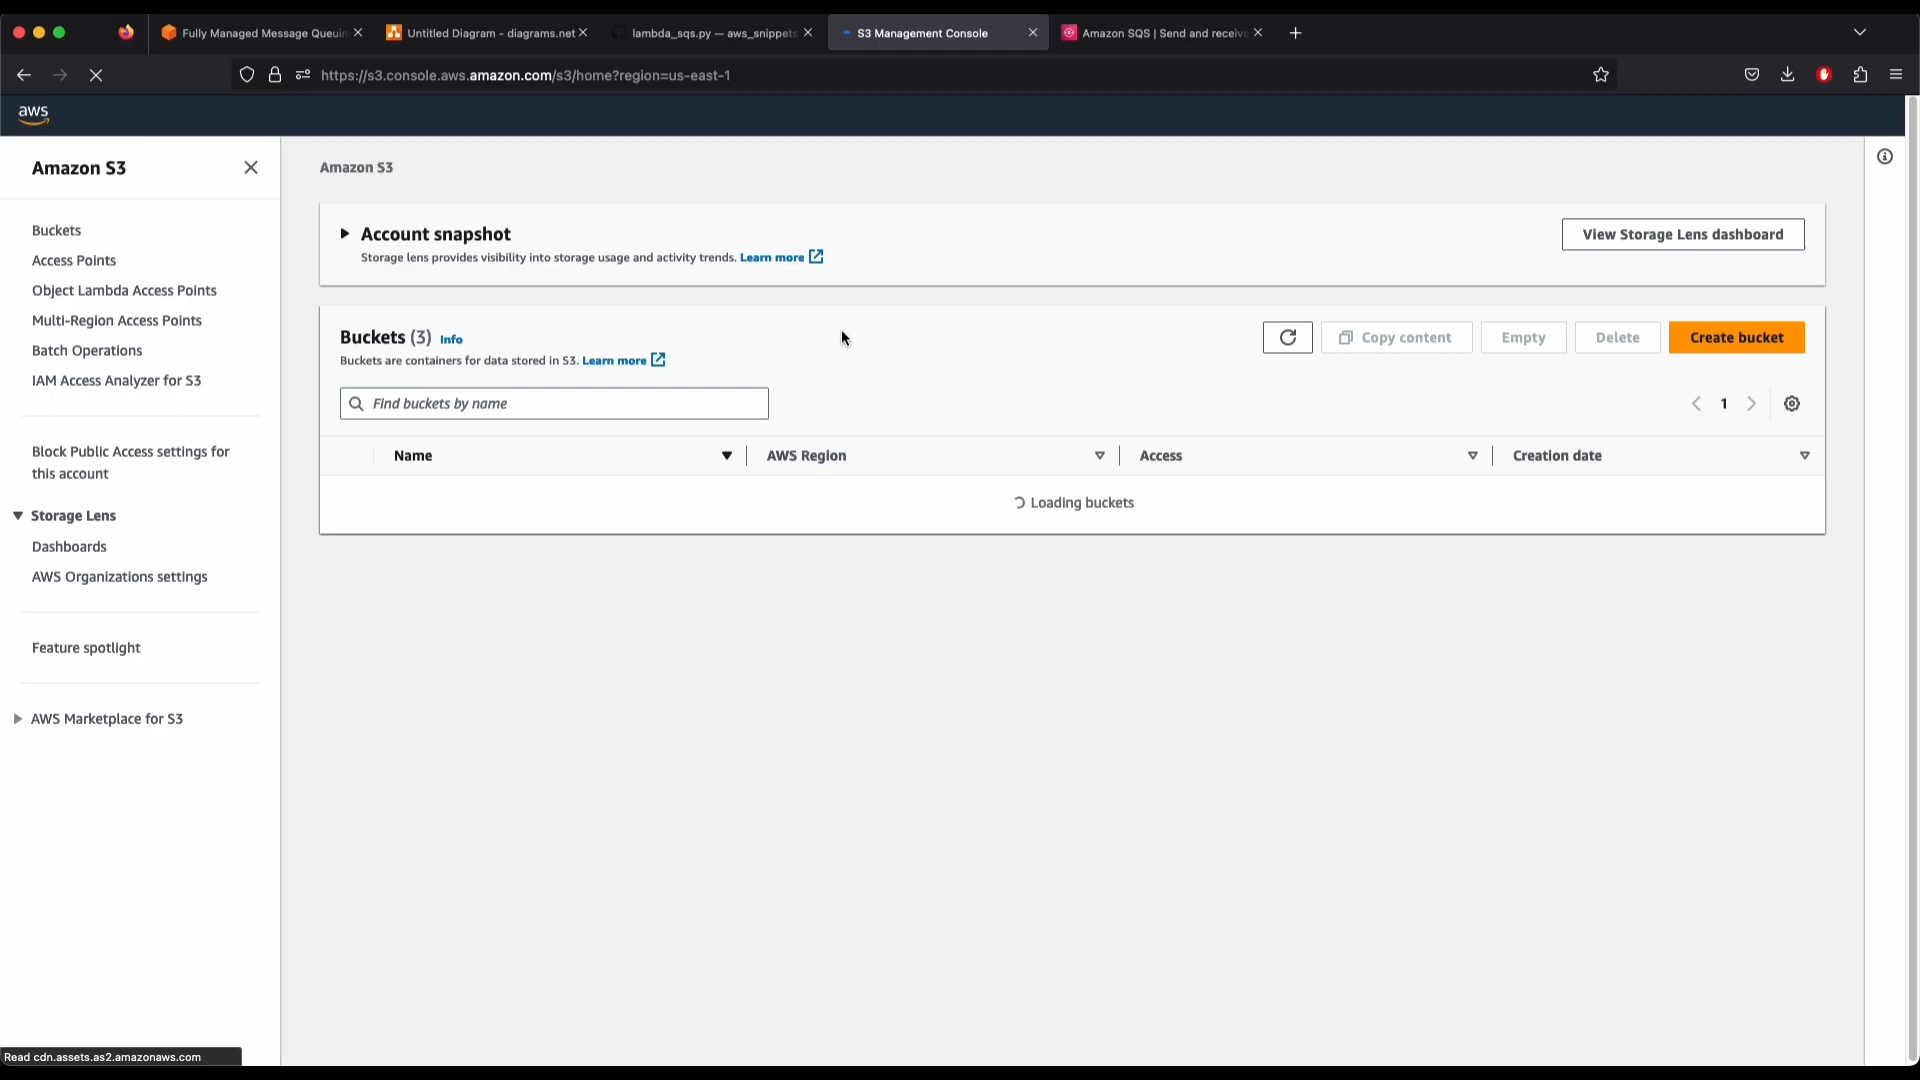 Fully Managed Message Queuin
Untitled Diagram - diagrams.net
lambda_sqs.py — aws_snippets
S3 Management Console
Amazon SQS | Send and receive
https://s3.console.aws.amazon.com/s3/home?region=us-east-1
aws
Amazon S3
Buckets
Access Points
Object Lambda Access Points
Multi-Region Access Points
Batch Operations
IAM Access Analyzer for S3
Block Public Access settings for
this account
Storage Lens
Dashboards
AWS Organizations settings
Feature spotlight
AWS Marketplace for S3
Amazon S3
Account snapshot
Storage lens provides visibility into storage usage and activity trends. Learn more
View Storage Lens dashboard
Buckets (3) Info
Buckets are containers for data stored in S3. Learn more
Copy content
Empty
Delete
Create bucket
Find buckets by name
1
Name
AWS Region
Access
Creation date
Loading buckets
Read cdn.assets.as2.amazonaws.com